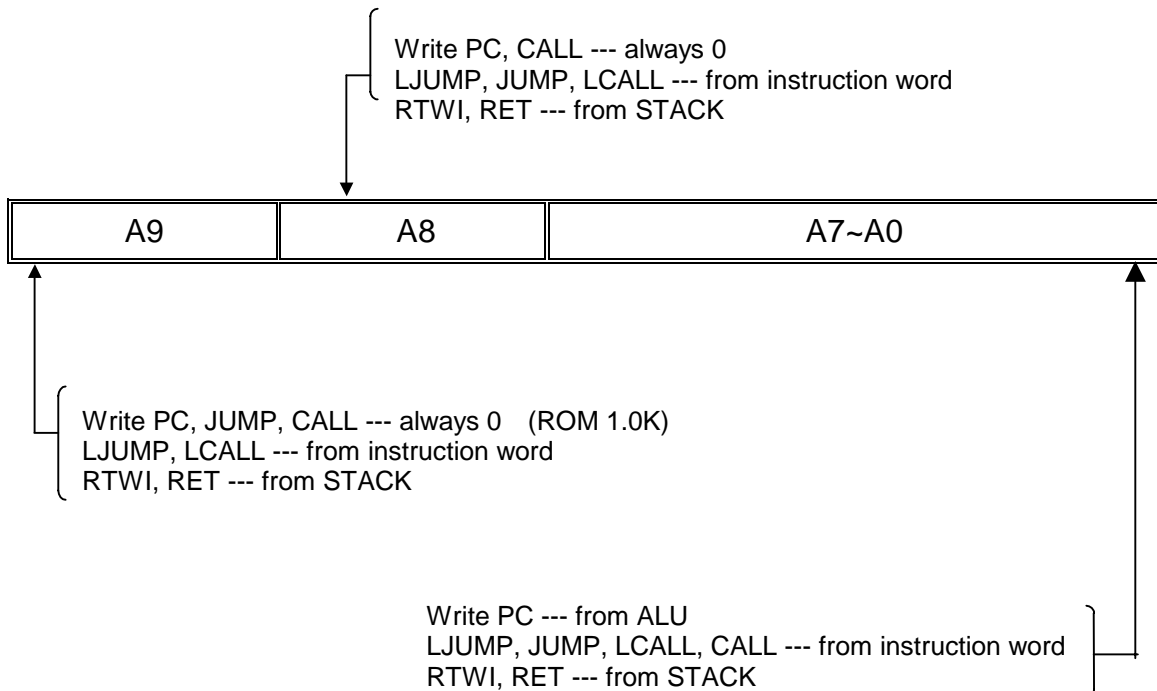 Write PC, CALL --- always 0
LJUMP, JUMP, LCALL --- from instruction word
RTWI, RET --- from STACK
A9 A8 A7~A0
Write PC, JUMP, CALL --- always 0 (ROM 1.0K)
LJUMP, LCALL --- from instruction word
RTWI, RET --- from STACK
Write PC --- from ALU
LJUMP, JUMP, LCALL, CALL --- from instruction word
RTWI, RET --- from STACK